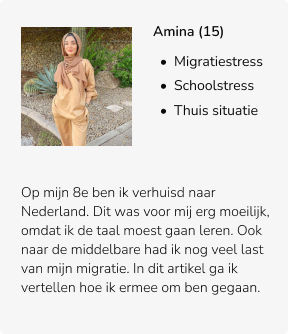 Amina (15)
• Migratiestress
• Schoolstress
• Thuis situatie
Op mijn 8e ben ik verhuisd naar
Nederland. Dit was voor mij erg moeilijk,
omdat ik de taal moest gaan leren. Ook
naar de middelbare had ik nog veel last
van mijn migratie. In dit artikel ga ik
vertellen hoe ik ermee om ben gegaan.